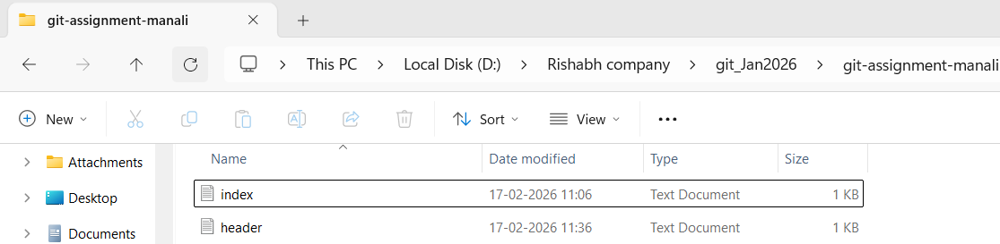 git-assignment-manali
This PC > Local Disk (D:) > Rishabh company > git_Jan2026 > git-assignment-manali
New Sort View
Name Date modified Type Size
Attachments
index 17-02-2026 11:06 Text Document 1 KB
Desktop
header 17-02-2026 11:36 Text Document 1 KB
Documents